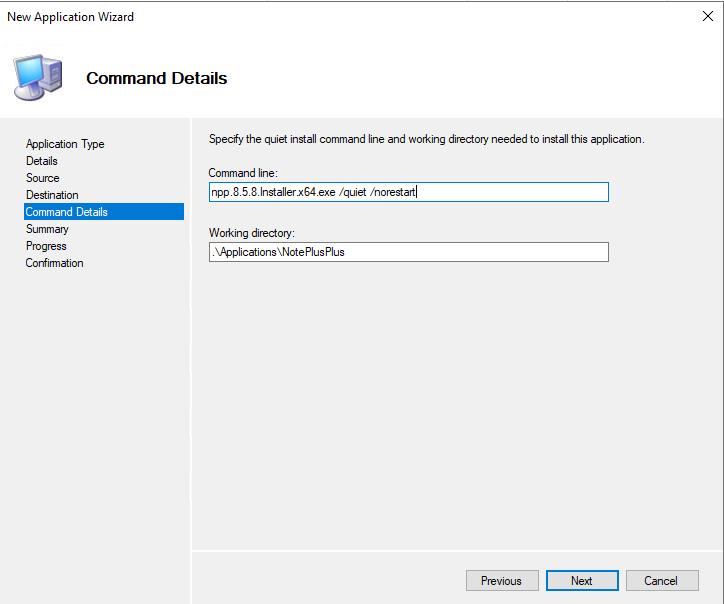 New Application Wizard
Command Details
Application Type
Details
Source
Destination
Command Details
Summary
Progress
Confirmation
Specify the quiet install command line and working directory needed to install this application.
Command line:
npp.8.5.8.Installer.x64.exe /quiet /norestart
Working directory:
.\Applications\NotePlusPlus
Previous
Next
Cancel